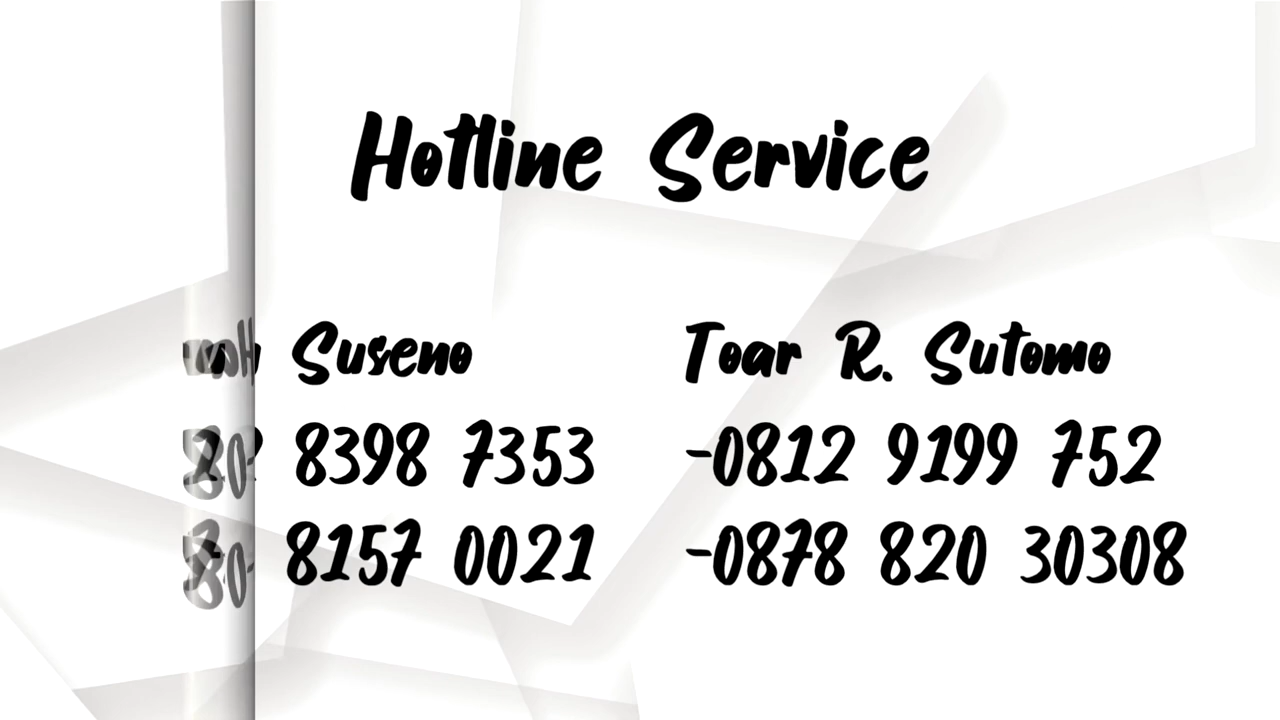 Hotline Service
Suseno
8398 7353
8157 0021
Toar R. Sutomo
-0812 9199 752
-0878 820 30308